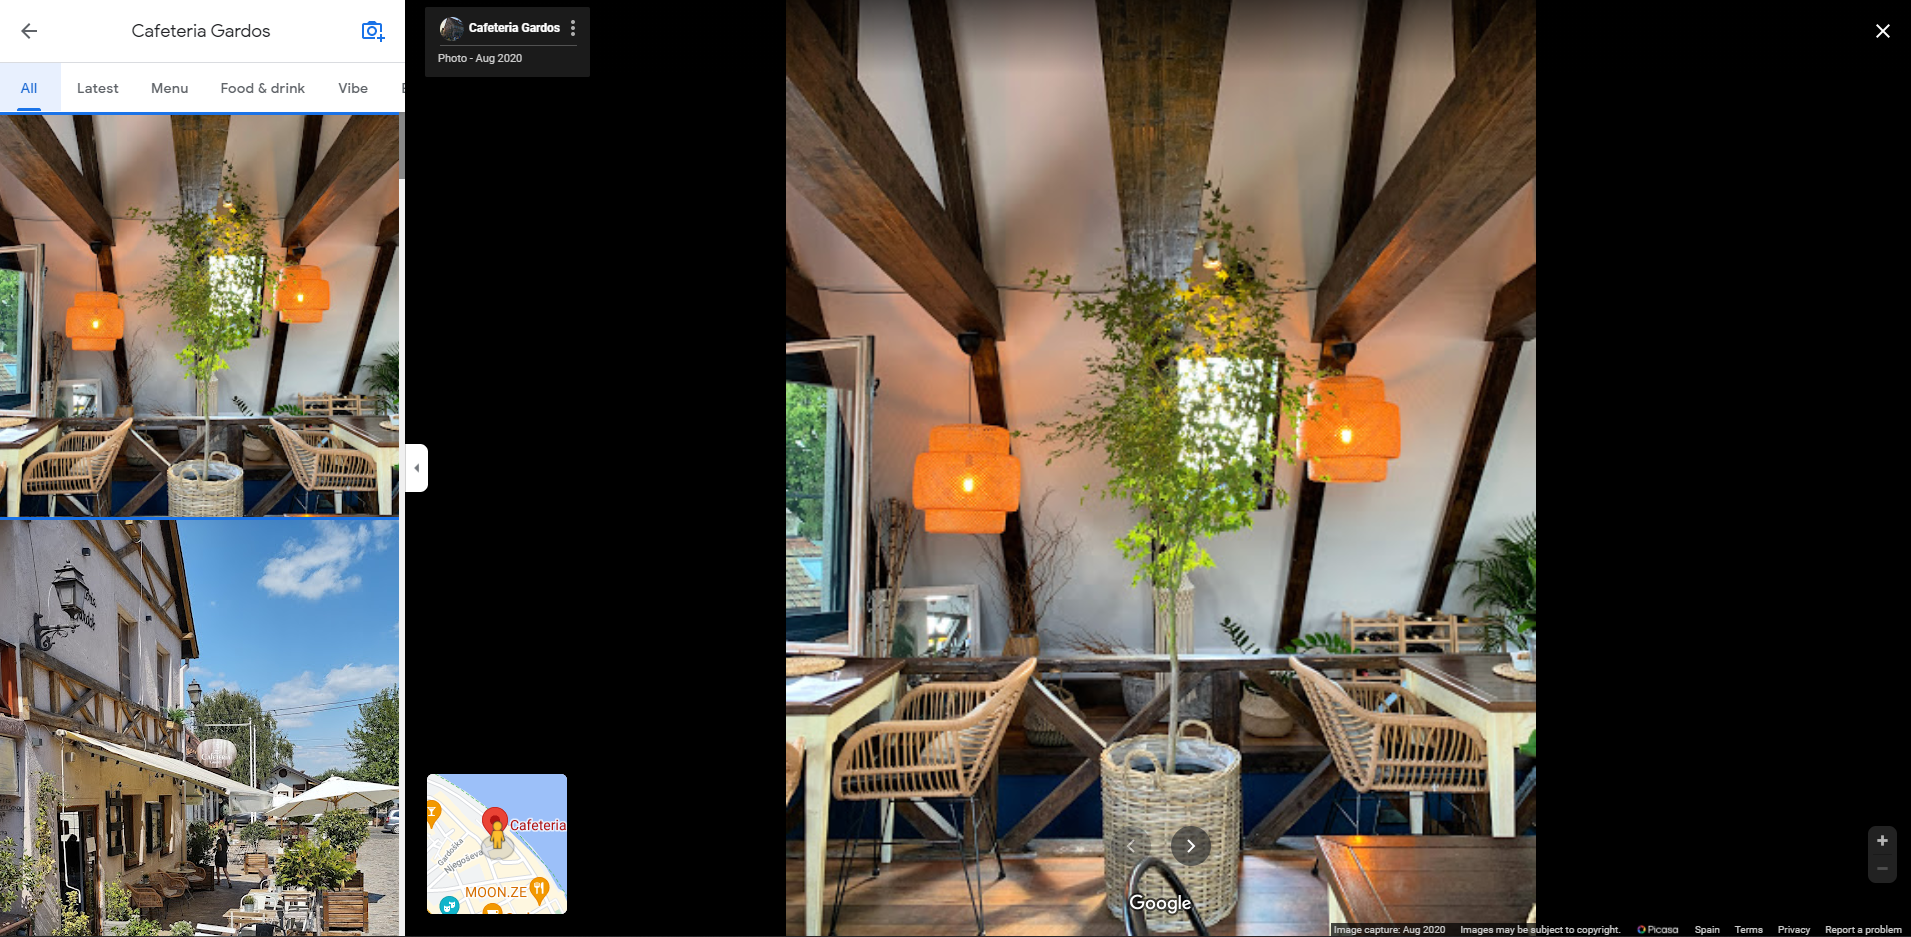 Cafeteria Gardos
All Latest Menu Food & drink Vibe
Cafeteria Gardos
Photo - Aug 2020
Cafeteria
Gardoška
Njegoševa
MOON.ZE
Google
Image capture: Aug 2020 Images may be subject to copyright. Picasa Spain Terms Privacy Report a problem